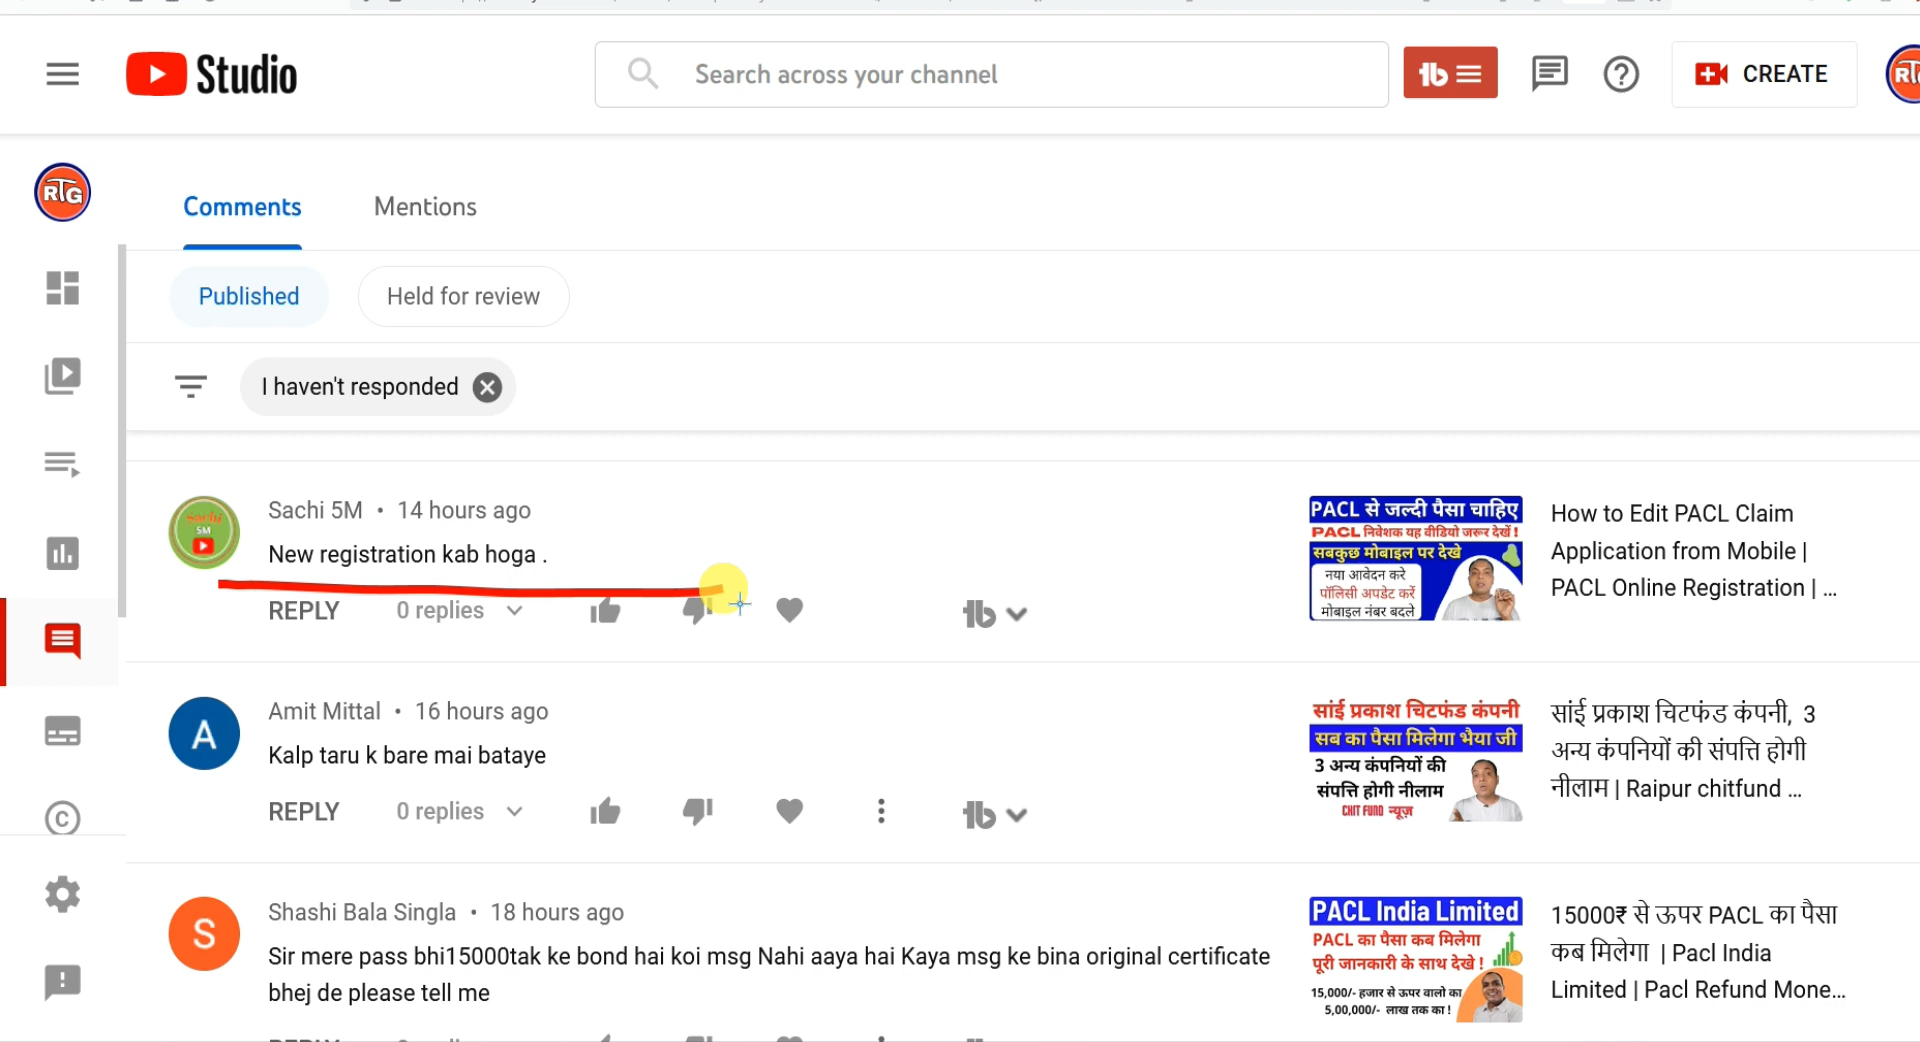 Studio
Search across your channel
CREATE
RTG
Comments
Mentions
Published
Held for review
I haven't responded
Sachi 5M • 14 hours ago
New registration kab hoga .
REPLY
0 replies
Sachi
5M
PACL से जल्दी पैसा चाहिए
PACL निवेशक यह वीडियो जरूर देखें !
सबकुछ मोबाइल पर देखे
नया आवेदन करे
पॉलिसी अपडेट करें
मोबाइल नंबर बदले
How to Edit PACL Claim
Application from Mobile |
PACL Online Registration | ...
A
Amit Mittal • 16 hours ago
Kalp taru k bare mai bataye
REPLY
0 replies
सांई प्रकाश चिटफंड कंपनी
सब का पैसा मिलेगा भैया जी
3 अन्य कंपनियों की
संपत्ति होगी नीलाम
CHIT FUND न्यूज़
सांई प्रकाश चिटफंड कंपनी, 3
अन्य कंपनियों की संपत्ति होगी
नीलाम | Raipur chitfund ...
S
Shashi Bala Singla • 18 hours ago
Sir mere pass bhi15000tak ke bond hai koi msg Nahi aaya hai Kaya msg ke bina original certificate
bhej de please tell me
PACL India Limited
PACL का पैसा कब मिलेगा
पूरी जानकारी के साथ देखे !
15,000/- हजार से ऊपर वालो का
5,00,000/- लाख तक का !
15000₹ से ऊपर PACL का पैसा
कब मिलेगा | Pacl India
Limited | Pacl Refund Mone...